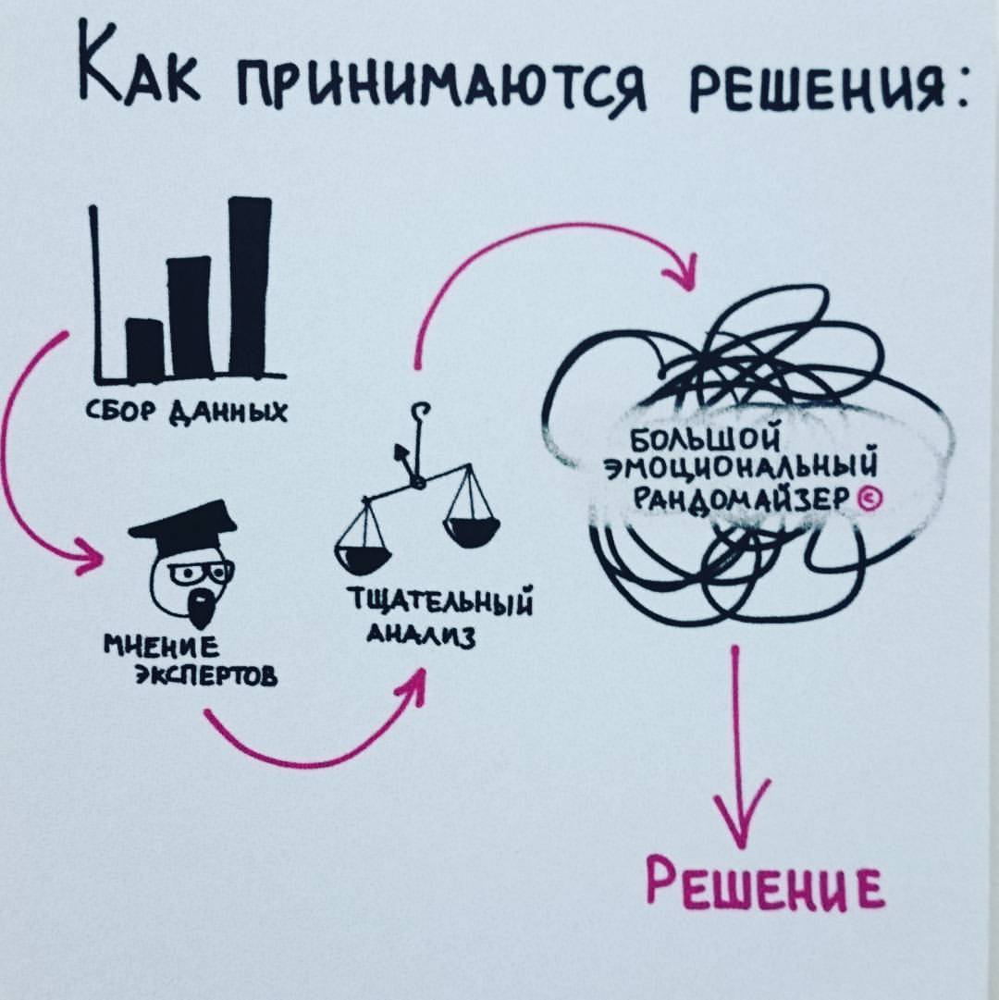 Как принимаются решения:
сбор данных
мнение
экспертов
тщательный
анализ
большой
эмоциональный
рандомайзер ©
Решение